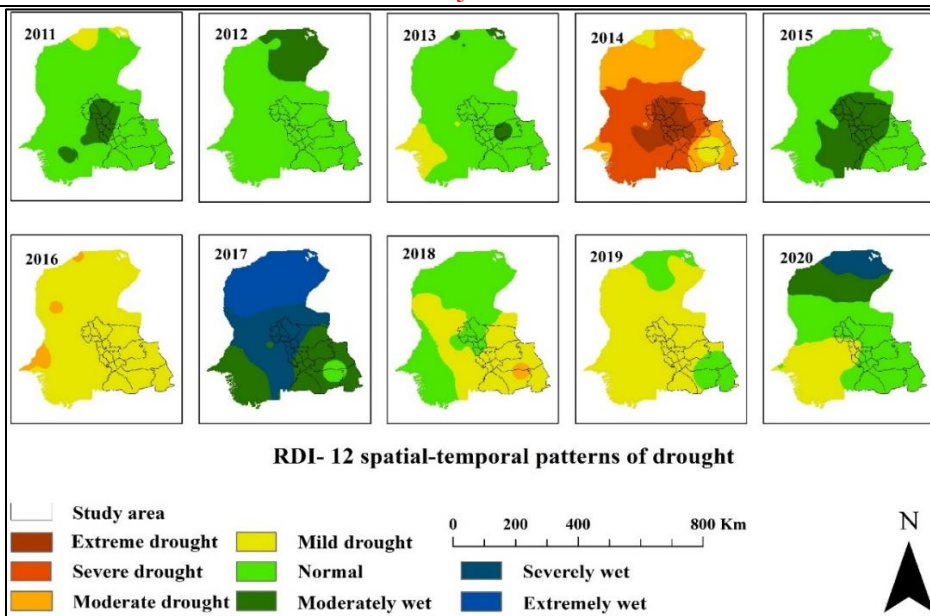 2011 2012 2013 2014 2015
2016 2017 2018 2019 2020
RDI- 12 spatial-temporal patterns of drought
Study area
Extreme drought
Severe drought
Moderate drought
Mild drought
Normal
Moderately wet
0 200 400 800 Km
Severely wet
Extremely wet
N